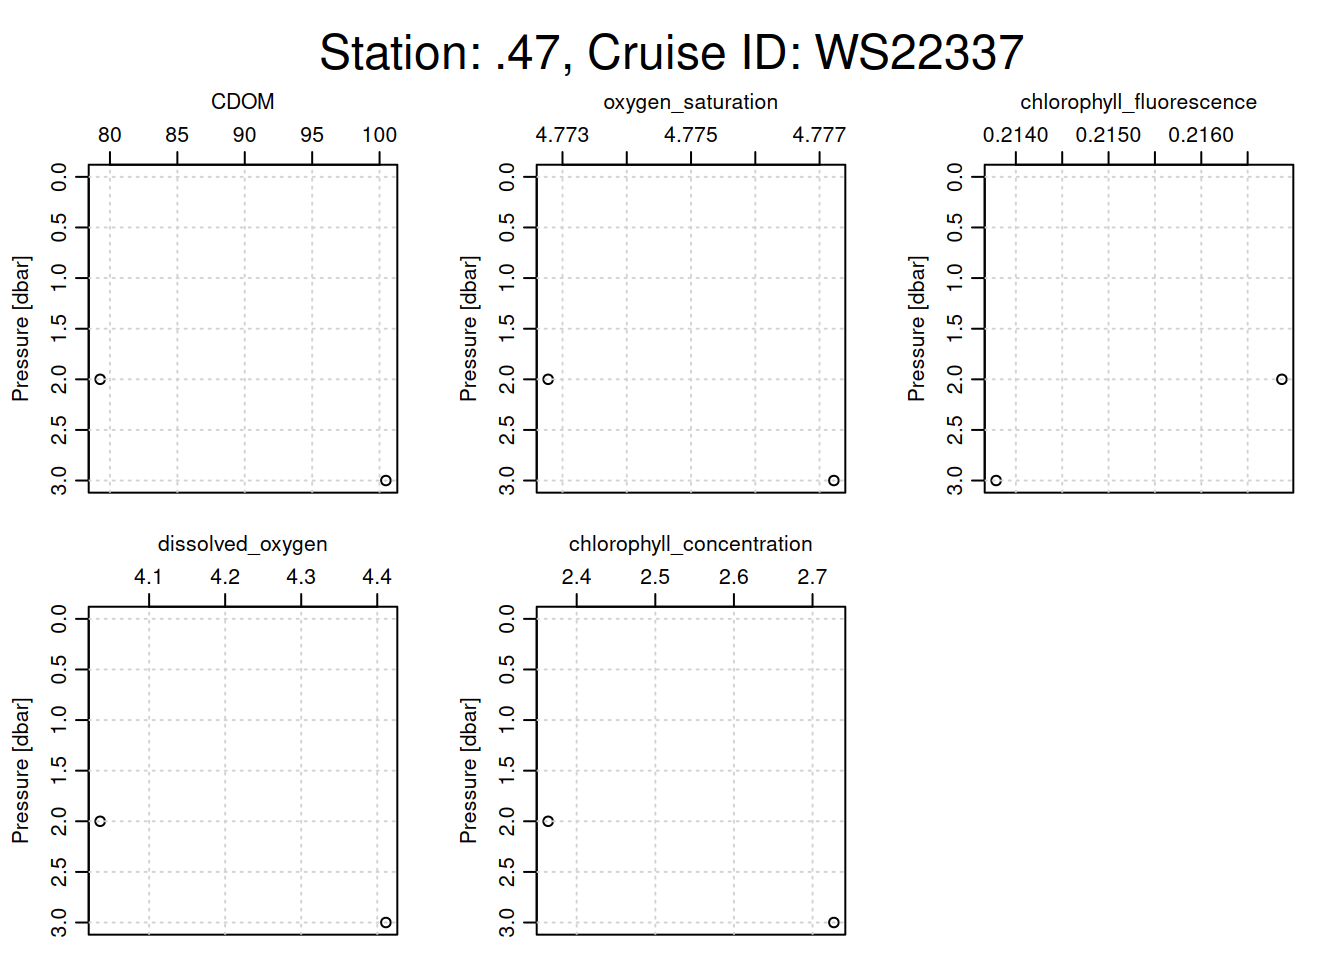 Station: .47, Cruise ID: WS22337
CDOM
80 85 90 95 100
0.0 0.5 1.0 1.5 2.0 2.5 3.0
Pressure [dbar]
oxygen_saturation
4.773 4.775 4.777
0.0 0.5 1.0 1.5 2.0 2.5 3.0
Pressure [dbar]
chlorophyll_fluorescence
0.2140 0.2150 0.2160
0.0 0.5 1.0 1.5 2.0 2.5 3.0
Pressure [dbar]
dissolved_oxygen
4.1 4.2 4.3 4.4
0.0 0.5 1.0 1.5 2.0 2.5 3.0
Pressure [dbar]
chlorophyll_concentration
2.4 2.5 2.6 2.7
0.0 0.5 1.0 1.5 2.0 2.5 3.0
Pressure [dbar]